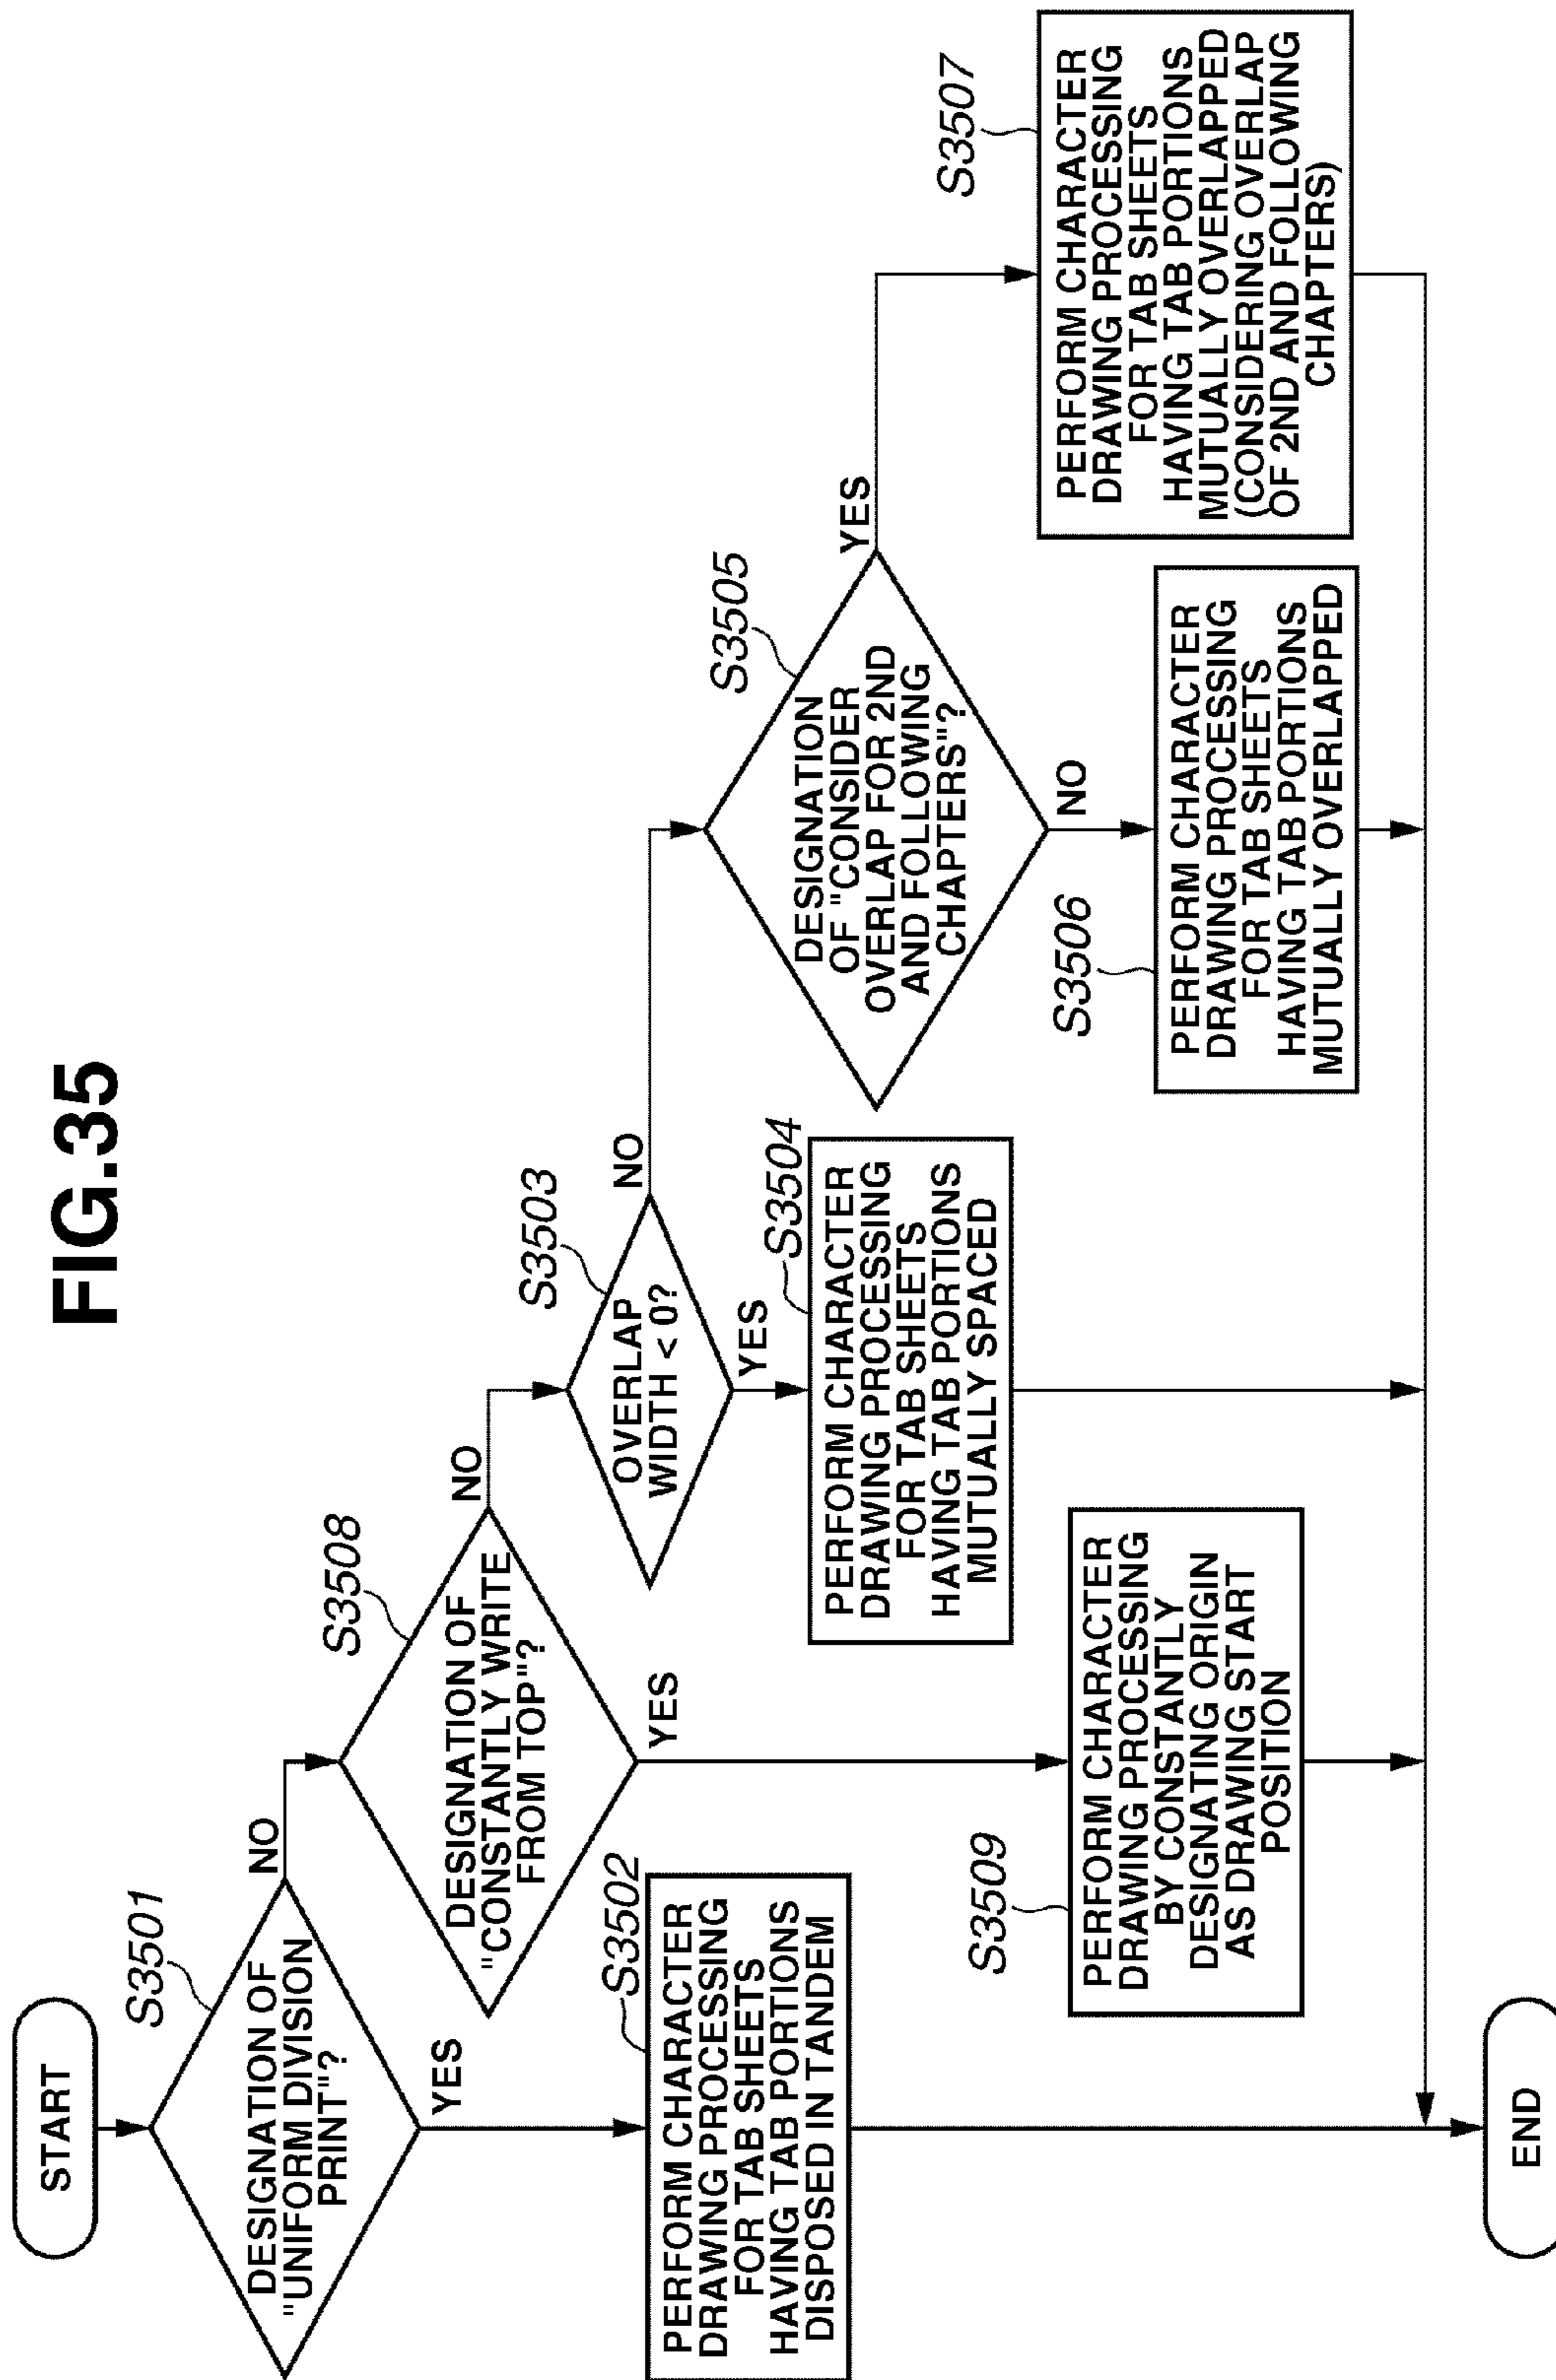 FIG.35
START
S3501
DESIGNATION OF
"UNIFORM DIVISION
PRINT"?
NO
YES
S3502
PERFORM CHARACTER
DRAWING PROCESSING
FOR TAB SHEETS
HAVING TAB PORTIONS
DISPOSED IN TANDEM
S3508
DESIGNATION OF
"CONSTANTLY WRITE
FROM TOP"?
NO
YES
S3509
PERFORM CHARACTER
DRAWING PROCESSING
BY CONSTANTLY
DESIGNATING ORIGIN
AS DRAWING START
POSITION
S3503
OVERLAP
WIDTH < 0?
NO
YES
S3504
PERFORM CHARACTER
DRAWING PROCESSING
FOR TAB SHEETS
HAVING TAB PORTIONS
MUTUALLY SPACED
S3505
DESIGNATION
OF "CONSIDER
OVERLAP FOR 2ND
AND FOLLOWING
CHAPTERS"?
YES
NO
S3506
PERFORM CHARACTER
DRAWING PROCESSING
FOR TAB SHEETS
HAVING TAB PORTIONS
MUTUALLY OVERLAPPED
S3507
PERFORM CHARACTER
DRAWING PROCESSING
FOR TAB SHEETS
HAVING TAB PORTIONS
MUTUALLY OVERLAPPED
(CONSIDERING OVERLAP
OF 2ND AND FOLLOWING
CHAPTERS)
END